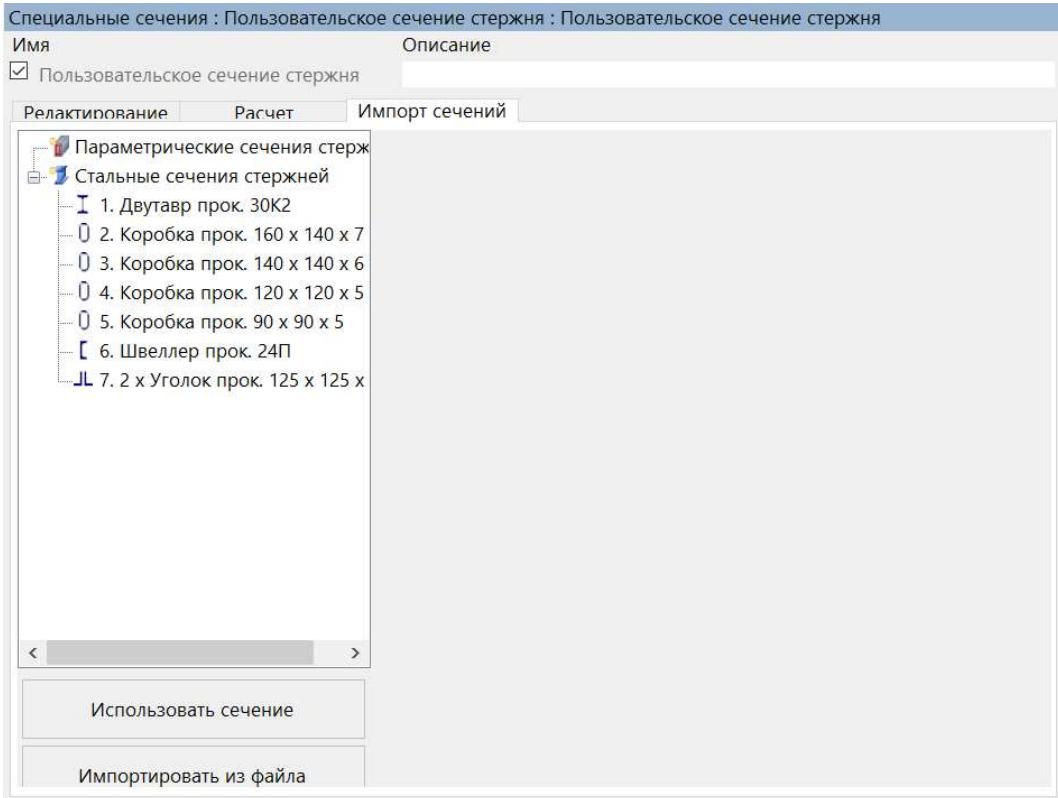 Специальные сечения : Пользовательское сечение стержня : Пользовательское сечение стержня
Имя Описание
Пользовательское сечение стержня
Редактирование Расчет Импорт сечений
Параметрические сечения стерж
Стальные сечения стержней
1. Двутавр прок. 30К2
2. Коробка прок. 160 x 140 x 7
3. Коробка прок. 140 x 140 x 6
4. Коробка прок. 120 x 120 x 5
5. Коробка прок. 90 x 90 x 5
6. Швеллер прок. 24П
7. 2 x Уголок прок. 125 x 125 x
Использовать сечение
Импортировать из файла